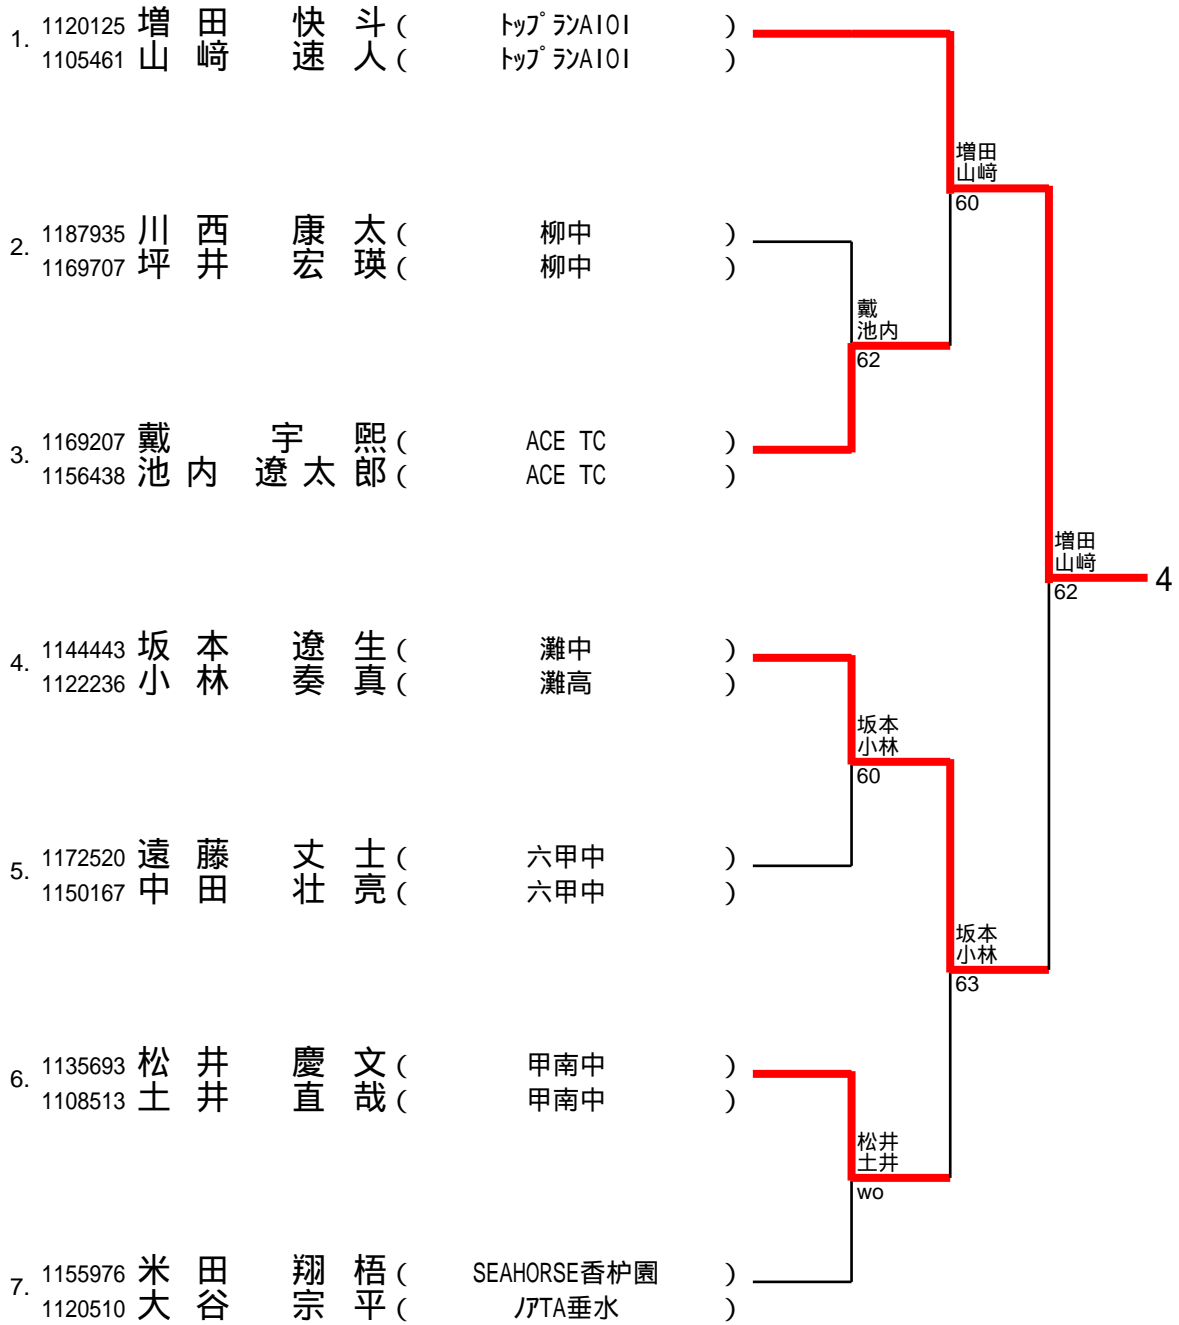 1. 1120125 増田 快斗 ( トップランAIOI )
1105461 山﨑 速人 ( トップランAIOI )
増田
山﨑
60
2. 1187935 川西 康太 ( 柳中 )
1169707 坪井 宏瑛 ( 柳中 )
戴
池内
62
3. 1169207 戴 宇熙 ( ACE TC )
1156438 池内 遼太郎 ( ACE TC )
増田
山﨑
62
4
4. 1144443 坂本 遼生 ( 灘中 )
1122236 小林 奏真 ( 灘高 )
坂本
小林
60
5. 1172520 遠藤 丈士 ( 六甲中 )
1150167 中田 壮亮 ( 六甲中 )
坂本
小林
63
6. 1135693 松井 慶文 ( 甲南中 )
1108513 土井 直哉 ( 甲南中 )
松井
土井
wo
7. 1155976 米田 翔梧 ( SEAHORSE香枦園 )
1120510 大谷 宗平 ( ノアTA垂水 )